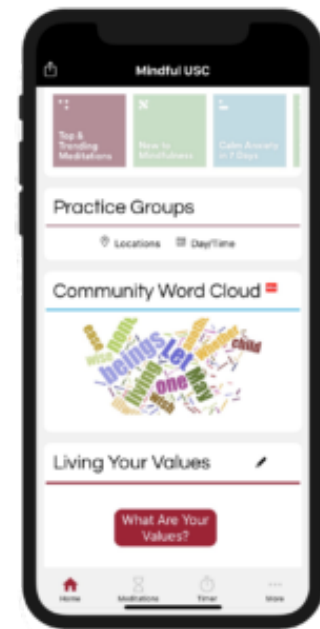 Mindful USC
Top &
Trending
Meditations
New to
Mindfulness
Calm Anxiety
in 7 Days
Practice Groups
Locations Day/Time
Community Word Cloud
beings Let
one May
child
wise
wish
living
Living Your Values
What Are Your
Values?
Home Meditations Timer More